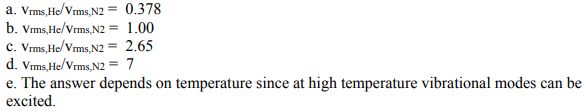 a. Vrms,He/Vrms,N2 = 0.378
b. Vrms,He/Vrms,N2 = 1.00
c. Vrms,He/Vrms,N2 = 2.65
d. Vrms,He/Vrms,N2 = 7
e. The answer depends on temperature since at high temperature vibrational modes can be
excited.